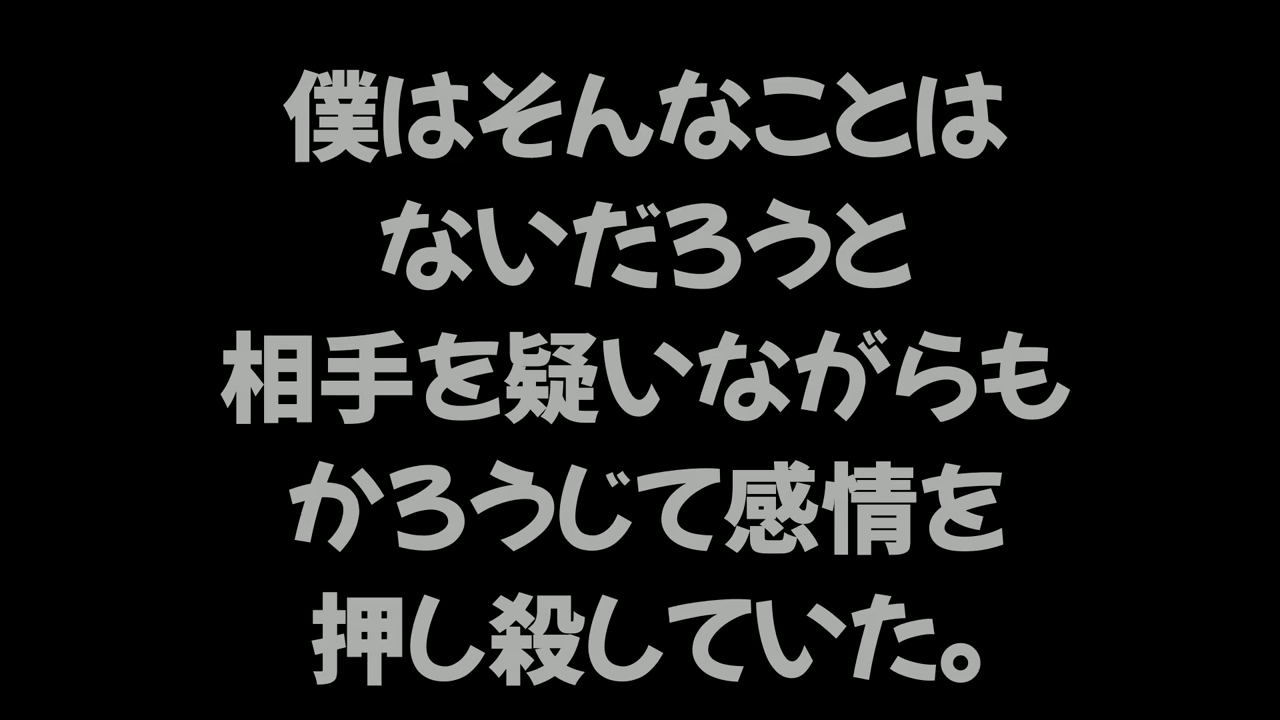 僕はそんなことは
ないだろうと
相手を疑いながらも
かろうじて感情を
押し殺していた。